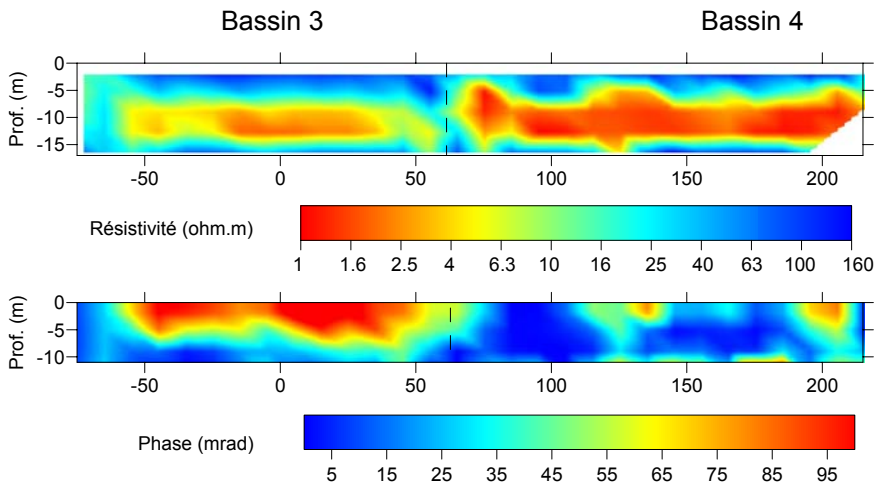 Bassin 3 Bassin 4
0
-5
-10
-15
Prof. (m)
-50 0 50 100 150 200
Résistivité (ohm.m)
1 1.6 2.5 4 6.3 10 16 25 40 63 100 160
0
-5
-10
Prof. (m)
-50 0 50 100 150 200
Phase (mrad)
5 15 25 35 45 55 65 75 85 95